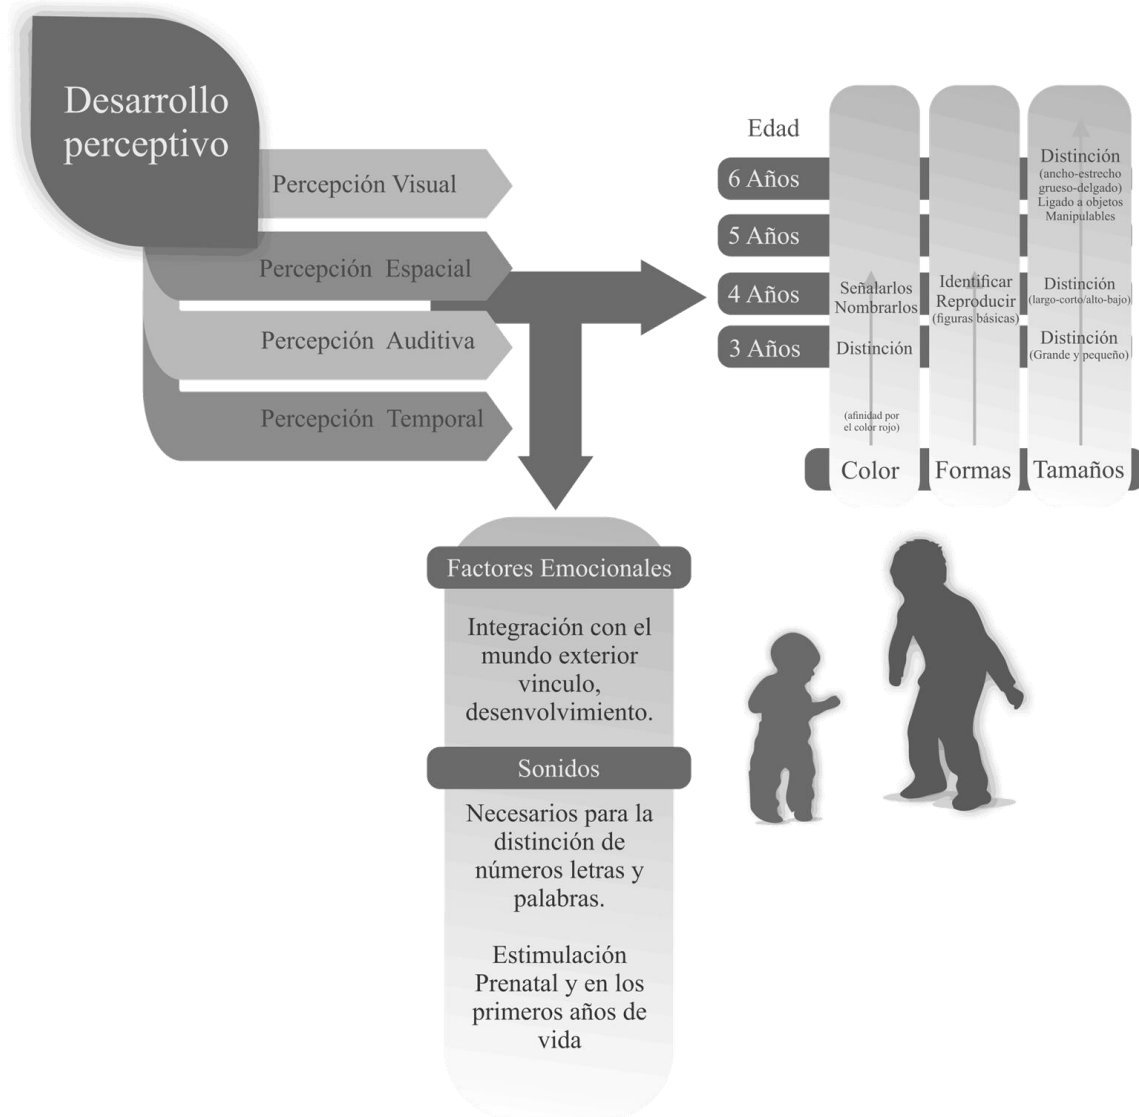 Desarrollo
perceptivo
Percepción Visual
Percepción Espacial
Percepción Auditiva
Percepción Temporal
Edad
6 Años
5 Años
4 Años
3 Años
Señalarlos
Nombrarlos
Distinción
(afinidad por
el color rojo)
Color
Identificar
Reproducir
(figuras básicas)
Formas
Distinción
(ancho-estrecho
grueso-delgado)
Ligado a objetos
Manipulables
Distinción
(largo-corto/alto-bajo)
Distinción
(Grande y pequeño)
Tamaños
Factores Emocionales
Integración con el
mundo exterior
vinculo,
desenvolvimiento.
Sonidos
Necesarios para la
distinción de
números letras y
palabras.
Estimulación
Prenatal y en los
primeros años de
vida